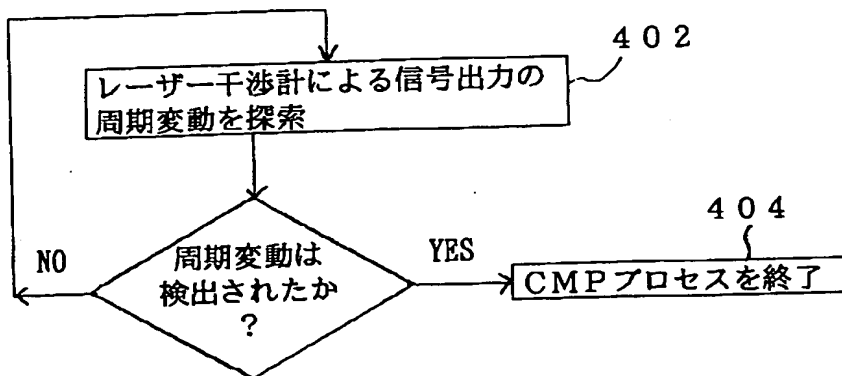 ４０２
レーザー干渉計による信号出力の
周期変動を探索
４０４
NO
周期変動は
検出されたか
？
YES
ＣＭＰプロセスを終了